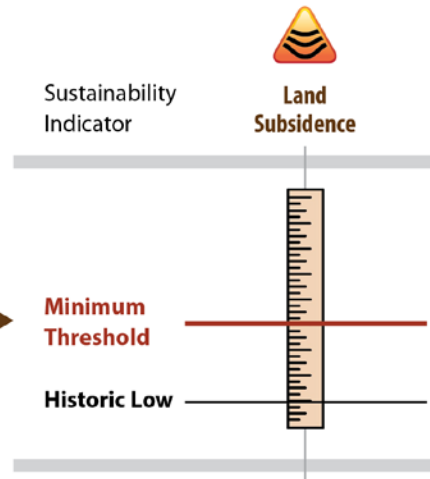 Sustainability
Indicator
Land
Subsidence
Minimum
Threshold
Historic Low